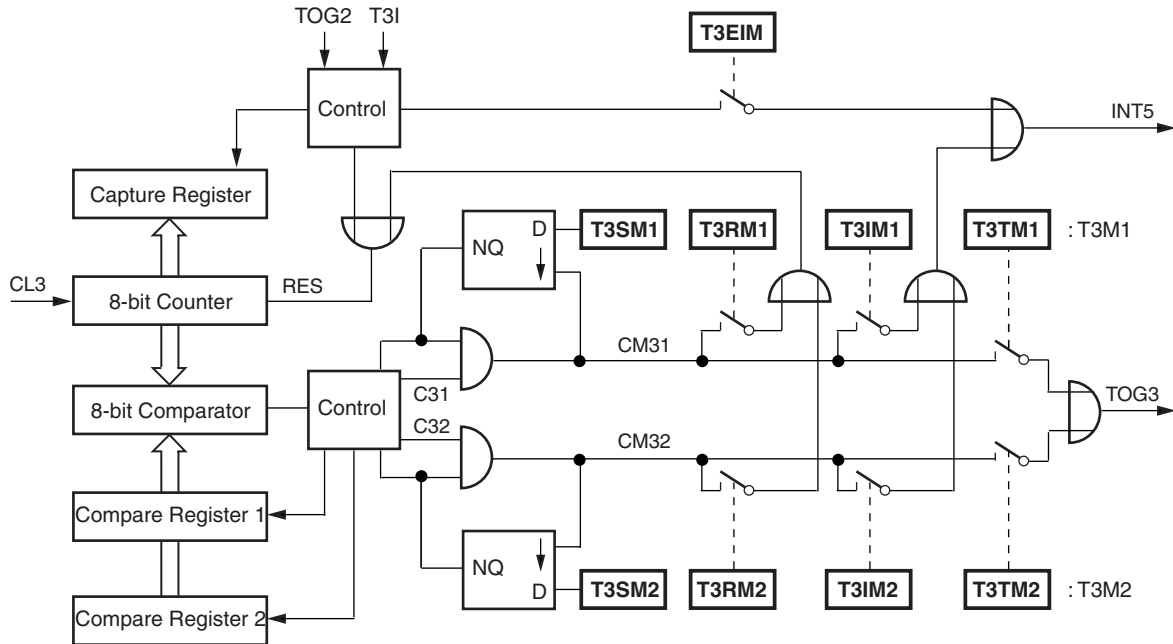 TOG2 T3I
T3EIM
Control
INT5
Capture Register
D
NQ
T3SM1
T3RM1
T3IM1
T3TM1
: T3M1
CL3
8-bit Counter
RES
CM31
8-bit Comparator
Control
C31
C32
TOG3
CM32
Compare Register 1
NQ
D
T3SM2
T3RM2
T3IM2
T3TM2
: T3M2
Compare Register 2